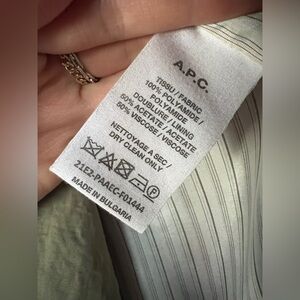 A.P.C.
TISSU / FABRIC
100% POLYAMIDE /
POLYAMIDE
DOUBLURE / LINING
50% ACETATE / ACETATE
50% VISCOSE / VISCOSE
NETTOYAGE A SEC /
DRY CLEAN ONLY
P
21E2-PAAEC-F01444
MADE IN BULGARIA